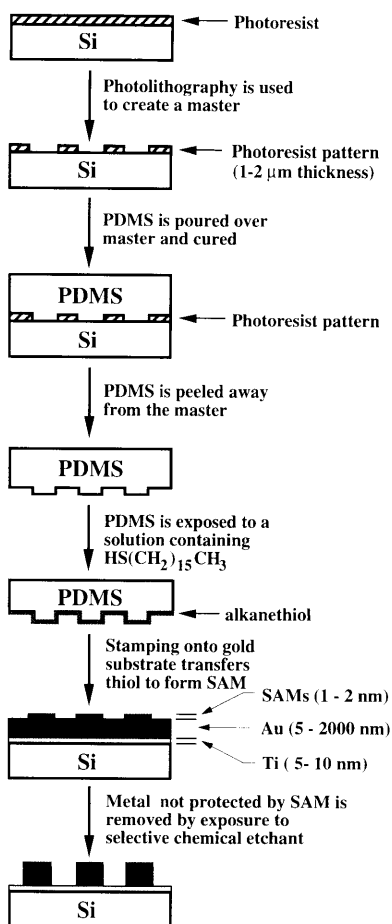 Photoresist
Si
Photolithography is used
to create a master
Photoresist pattern
(1-2 μm thickness)
Si
PDMS is poured over
master and cured
PDMS
Photoresist pattern
Si
PDMS is peeled away
from the master
PDMS
PDMS is exposed to a
solution containing
HS(CH2)15CH3
PDMS
alkanethiol
Stamping onto gold
substrate transfers
thiol to form SAM
SAMs (1 - 2 nm)
Au (5 - 2000 nm)
Ti ( 5- 10 nm)
Si
Metal not protected by SAM is
removed by exposure to
selective chemical etchant
Si